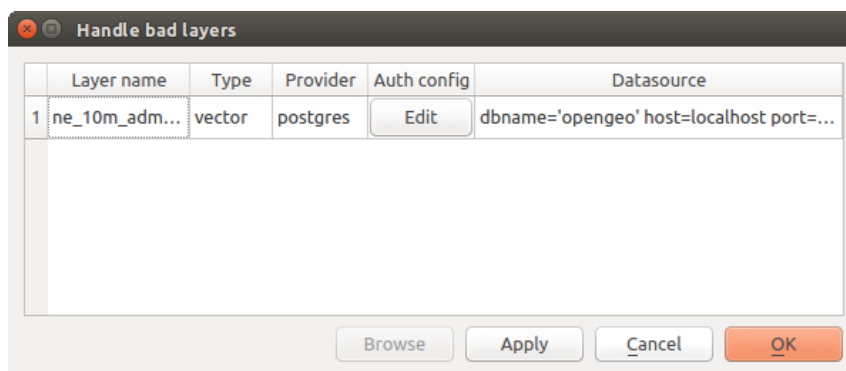 Handle bad layers
Layer name Type Provider Auth config Datasource
1 ne_10m_adm... vector postgres Edit dbname='opengeo' host=localhost port=...
Browse Apply Cancel OK